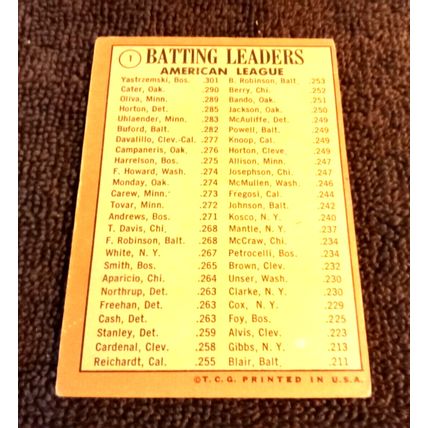 1 BATTING LEADERS
AMERICAN LEAGUE
Yastrzemski, Bos. .301 B. Robinson, Balt. .253
Cater, Oak. .290 Berry, Chi. .252
Oliva, Minn. .289 Bando, Oak. .251
Horton, Det. .285 Jackson, Oak. .250
Uhlaender, Minn. .283 McAuliffe, Det. .249
Buford, Balt. .282 Powell, Balt. .249
Davalillo, Clev.-Cal. .277 Knoop, Cal. .249
Campaneris, Oak. .276 Horton, Cleve .249
Harrelson, Bos. .275 Allison, Minn. .247
F. Howard, Wash. .274 Josephson, Chi. .247
Monday, Oak. .274 McMullen, Wash. .246
Carew, Minn. .273 Fregosi, Cal. .244
Tovar, Minn. .272 Johnson, Balt. .242
Andrews, Bos. .271 Kosco, N. Y. .240
T. Davis, Chi. .268 Mantle, N. Y. .237
F. Robinson, Balt. .268 McCraw, Chi. .234
White, N. Y. .267 Petrocelli, Bos. .234
Smith, Bos. .265 Brown, Clev. .232
Aparicio, Chi. .264 Unser, Wash. .230
Northrup, Det. .263 Clarke, N. Y. .230
Freehan, Det. .263 Cox, N. Y. .229
Cash, Det. .263 Foy, Bos. .225
Stanley, Det. .259 Alvis, Clev. .223
Cardenal, Clev. .258 Gibbs, N. Y. .213
Reichardt, Cal. .255 Blair, Balt. .211
©T.C.G. PRINTED IN U.S.A.